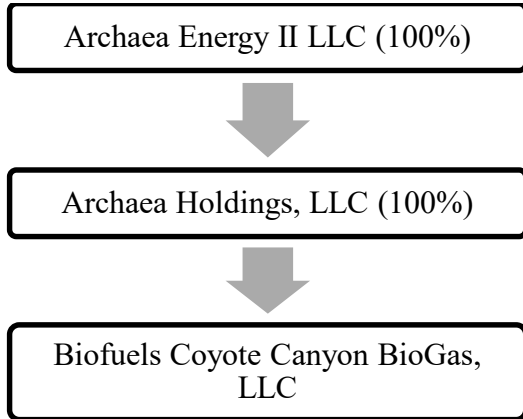 Archaea Energy II LLC (100%)
Archaea Holdings, LLC (100%)
Biofuels Coyote Canyon BioGas,
LLC